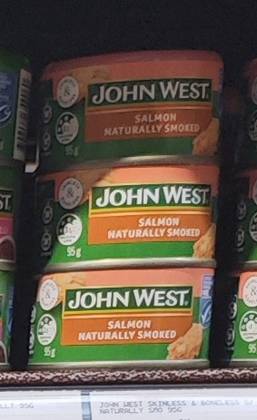 JOHN WEST
SALMON
NATURALLY SMOKED
95g
JOHN WEST
SALMON
NATURALLY SMOKED
95g
JOHN WEST
SALMON
NATURALLY SMOKED
95g
95G
JOHN WEST SKINLESS & BONELESS
NATURALLY SMO 95G